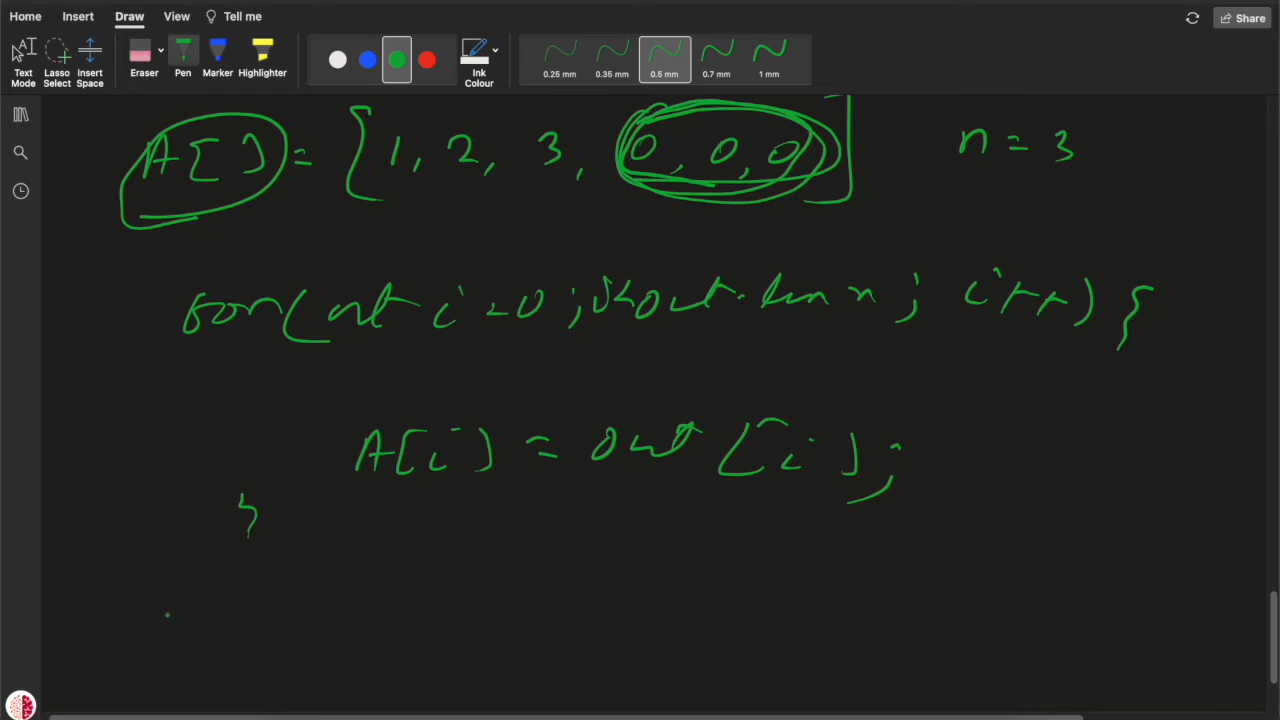 Home Insert Draw View Tell me Share
Text Mode Lasso Select Insert Space Eraser Pen Marker Highlighter Ink Colour 0.25 mm 0.35 mm 0.5 mm 0.7 mm 1 mm
A[ ] = [1, 2, 3, 0, 0, 0] n = 3
for(int i=0; i<out. n; i++) {
A[i] = out[i];
}